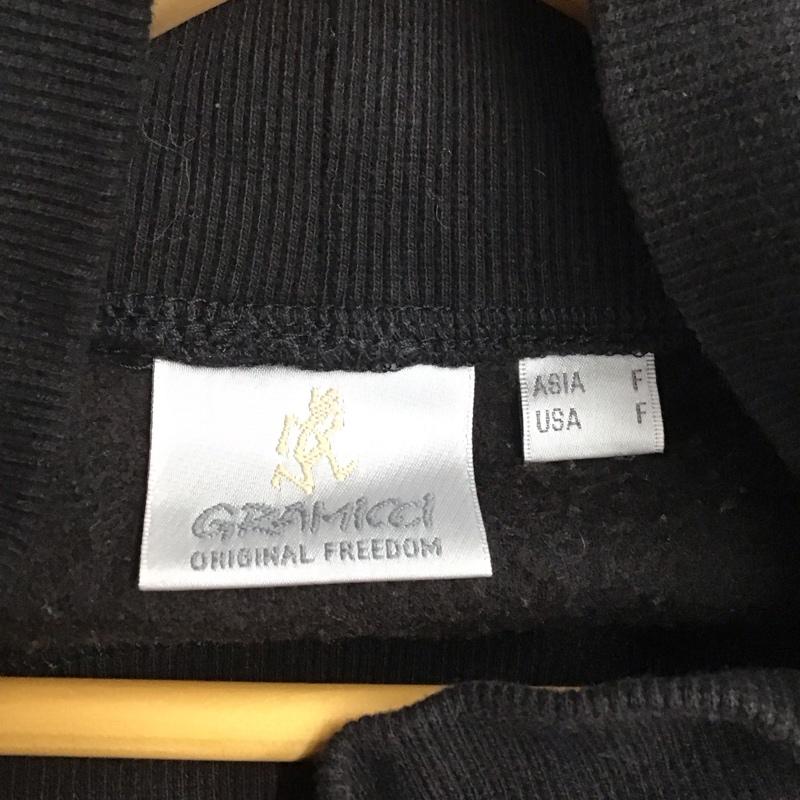 GRAMiCCi
ORIGINAL FREEDOM
ASIA F
USA F